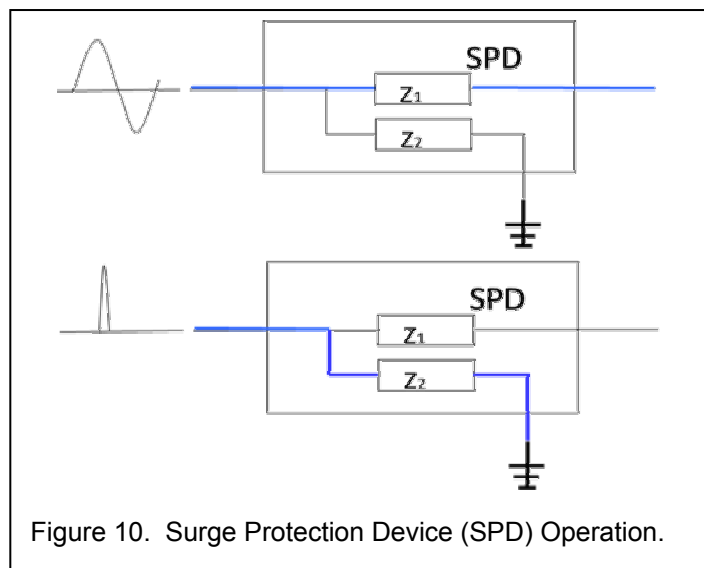 SPD
Z1
Z2
SPD
Z1
Z2
Figure 10. Surge Protection Device (SPD) Operation.